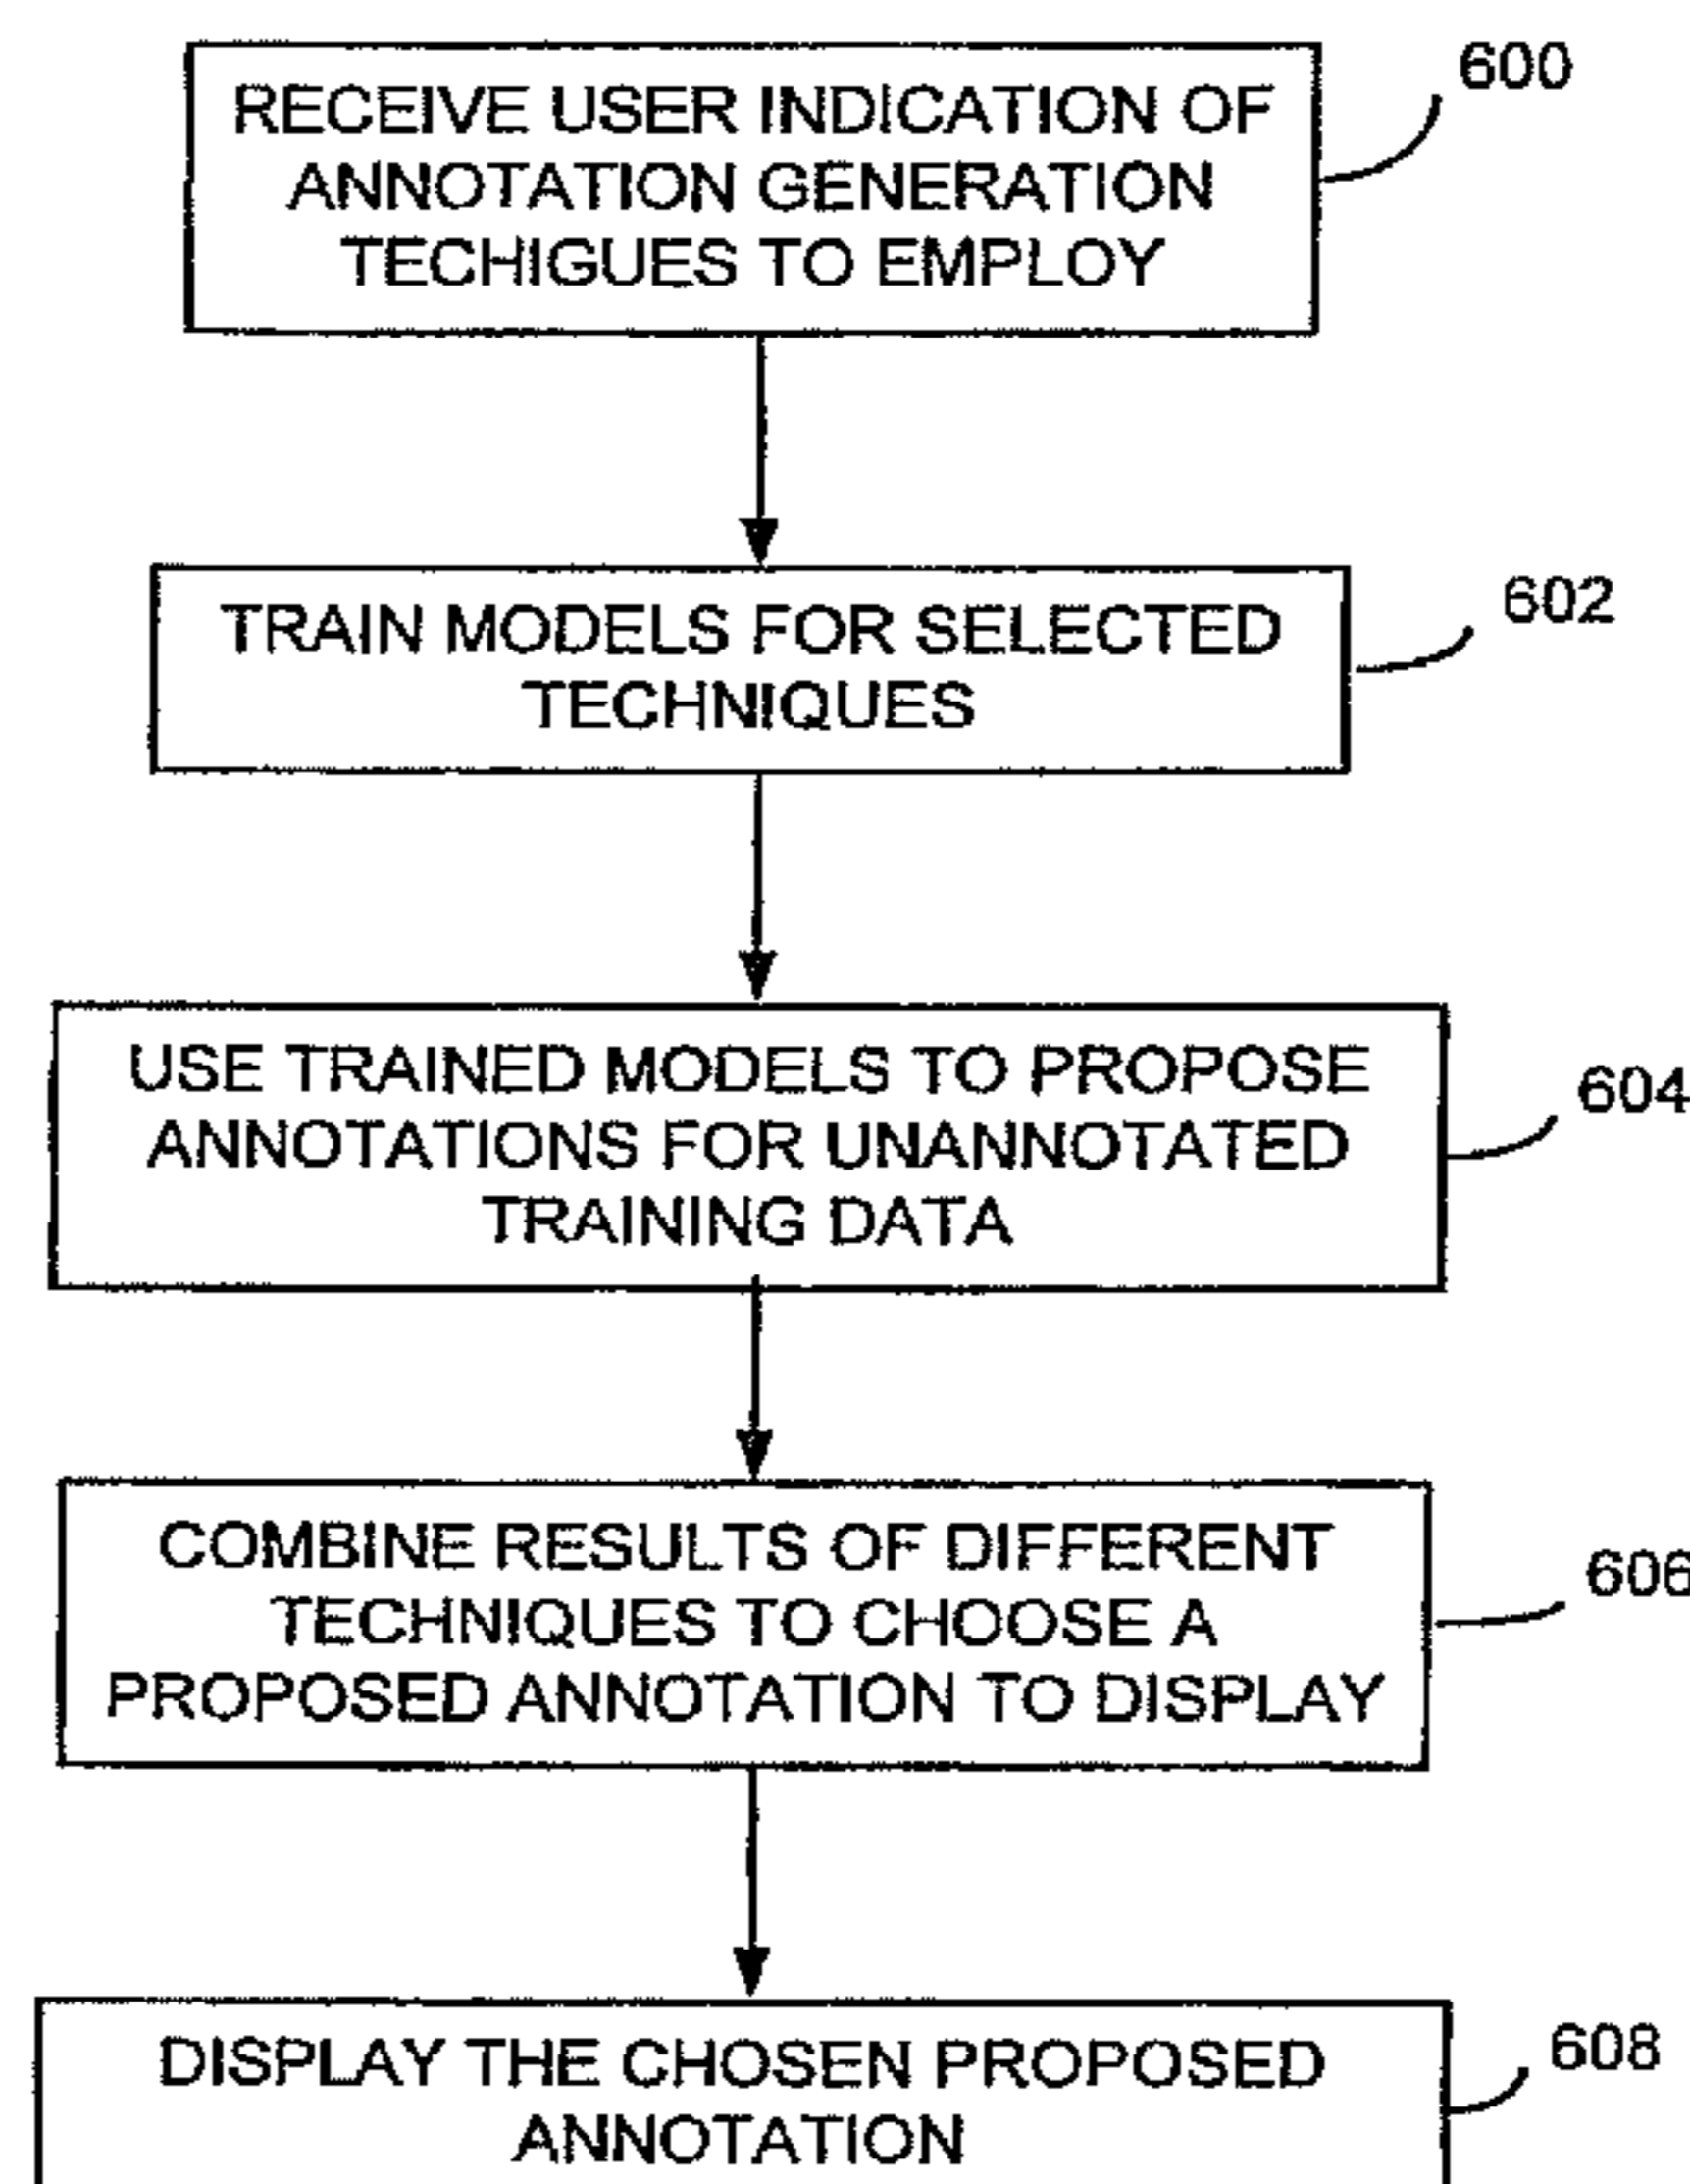 RECEIVE USER INDICATION OF
ANNOTATION GENERATION
TECHIGUES TO EMPLOY
600
TRAIN MODELS FOR SELECTED
TECHNIQUES
602
USE TRAINED MODELS TO PROPOSE
ANNOTATIONS FOR UNANNOTATED
TRAINING DATA
604
COMBINE RESULTS OF DIFFERENT
TECHNIQUES TO CHOOSE A
PROPOSED ANNOTATION TO DISPLAY
606
DISPLAY THE CHOSEN PROPOSED
ANNOTATION
608